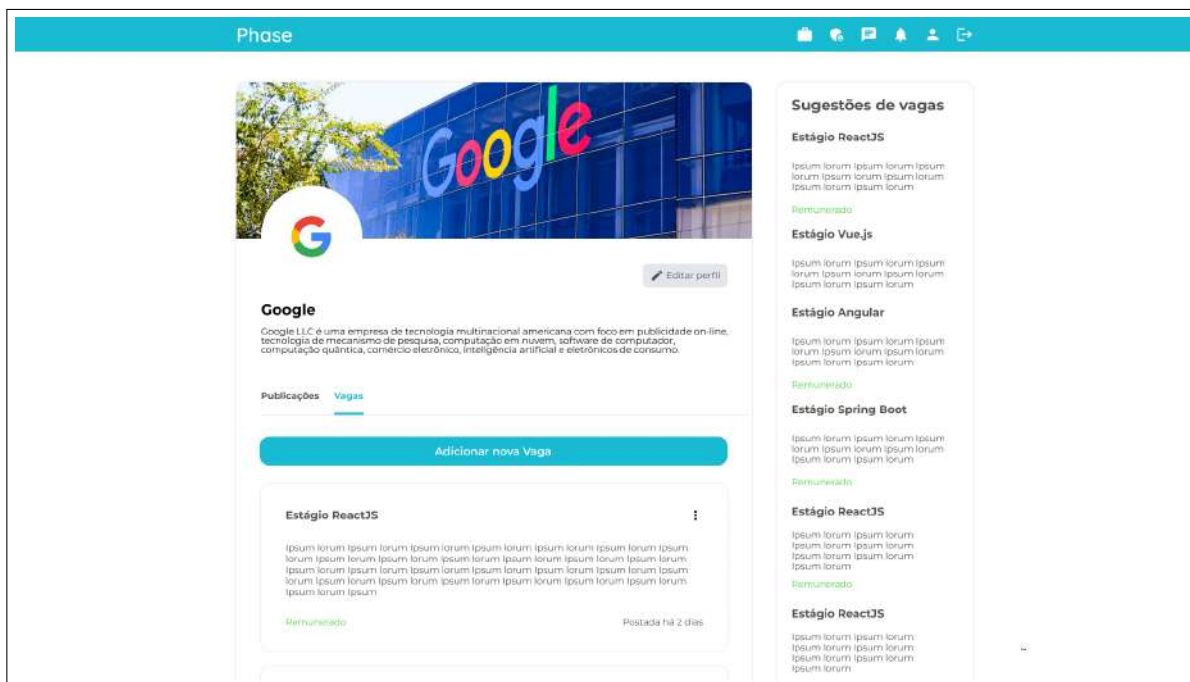 Phase
Google
Editar perfil
Google
Google LLC é uma empresa de tecnologia multinacional americana com foco em publicidade on-line,
tecnologia de mecanismo de pesquisa, computação em nuvem, software de computador,
computação quântica, comércio eletrônico, inteligência artificial e eletrônicos de consumo.
Publicações Vagas
Adicionar nova Vaga
Estágio ReactJS
Ipsum lorum Ipsum lorum Ipsum lorum Ipsum lorum Ipsum lorum Ipsum lorum Ipsum
lorum Ipsum lorum Ipsum lorum Ipsum lorum Ipsum lorum Ipsum lorum Ipsum lorum
Ipsum lorum Ipsum lorum Ipsum lorum Ipsum lorum Ipsum lorum Ipsum lorum Ipsum
lorum Ipsum lorum Ipsum lorum Ipsum lorum Ipsum lorum Ipsum lorum Ipsum lorum
Ipsum lorum Ipsum
Remunerado Postada há 2 dias
Sugestões de vagas
Estágio ReactJS
Ipsum lorum Ipsum lorum Ipsum
lorum Ipsum lorum Ipsum lorum
Ipsum lorum Ipsum lorum
Remunerado
Estágio Vue.js
Ipsum lorum Ipsum lorum Ipsum
lorum Ipsum lorum Ipsum lorum
Ipsum lorum Ipsum lorum
Estágio Angular
Ipsum lorum Ipsum lorum Ipsum
lorum Ipsum lorum Ipsum lorum
Ipsum lorum Ipsum lorum
Remunerado
Estágio Spring Boot
Ipsum lorum Ipsum lorum Ipsum
lorum Ipsum lorum Ipsum lorum
Ipsum lorum Ipsum lorum
Remunerado
Estágio ReactJS
Ipsum lorum Ipsum lorum
Ipsum lorum Ipsum lorum
Ipsum lorum Ipsum lorum
Ipsum lorum
Remunerado
Estágio ReactJS
Ipsum lorum Ipsum lorum
Ipsum lorum Ipsum lorum
Ipsum lorum Ipsum lorum
Ipsum lorum